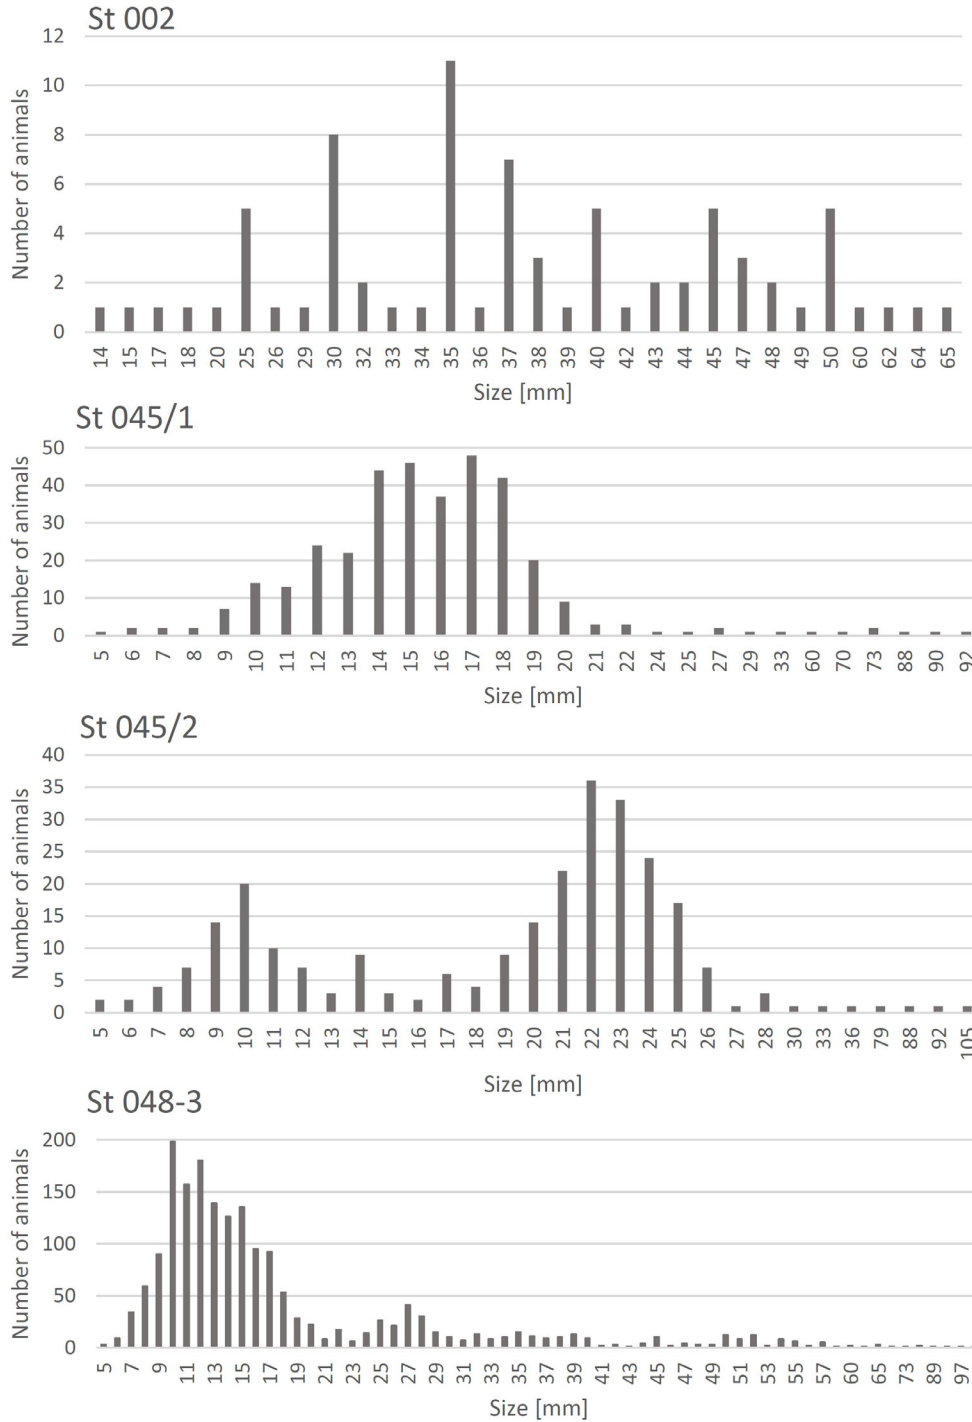 St 002
Number of animals
12
10
8
6
4
2
0
14 15 17 18 20 25 26 29 30 32 33 34 35 36 37 38 39 40 42 43 44 45 47 48 49 50 60 62 64 65
Size [mm]
St 045/1
Number of animals
50
40
30
20
10
0
5 6 7 8 9 10 11 12 13 14 15 16 17 18 19 20 21 22 24 25 27 29 33 60 70 73 88 90 92
Size [mm]
St 045/2
Number of animals
40
35
30
25
20
15
10
5
0
5 6 7 8 9 10 11 12 13 14 15 16 17 18 19 20 21 22 23 24 25 26 27 28 30 33 36 79 88 92 105
Size [mm]
St 048-3
Number of animals
200
150
100
50
0
5 7 9 11 13 15 17 19 21 23 25 27 29 31 33 35 37 39 41 43 45 47 49 51 53 55 57 60 65 73 89 97
Size [mm]